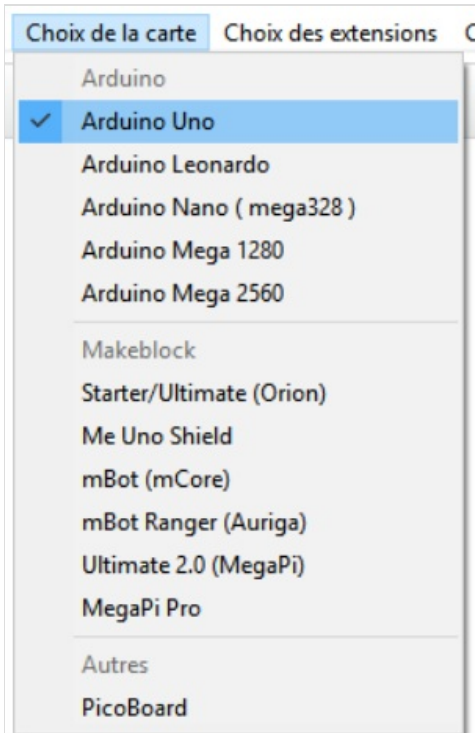 Choix de la carte Choix des extensions
Arduino
Arduino Uno
Arduino Leonardo
Arduino Nano ( mega328 )
Arduino Mega 1280
Arduino Mega 2560
Makeblock
Starter/Ultimate (Orion)
Me Uno Shield
mBot (mCore)
mBot Ranger (Auriga)
Ultimate 2.0 (MegaPi)
MegaPi Pro
Autres
PicoBoard